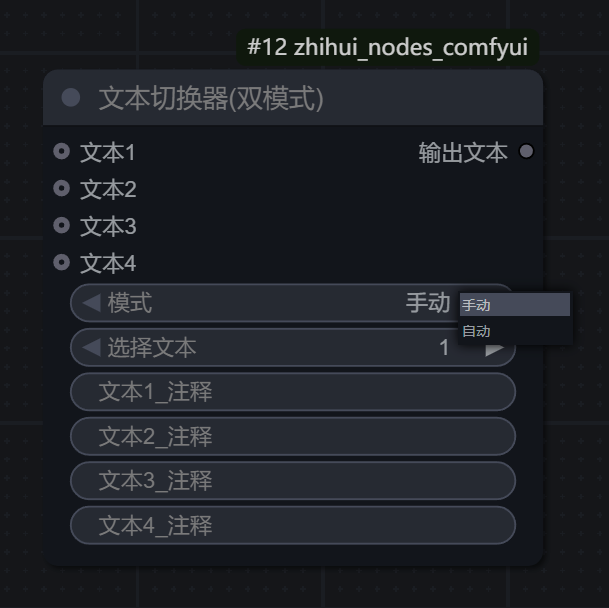 #12 zhihui_nodes_comfyui
文本切换器(双模式)
文本1 输出文本
文本2
文本3
文本4
模式 手动
手动
自动
选择文本 1
文本1_注释
文本2_注释
文本3_注释
文本4_注释